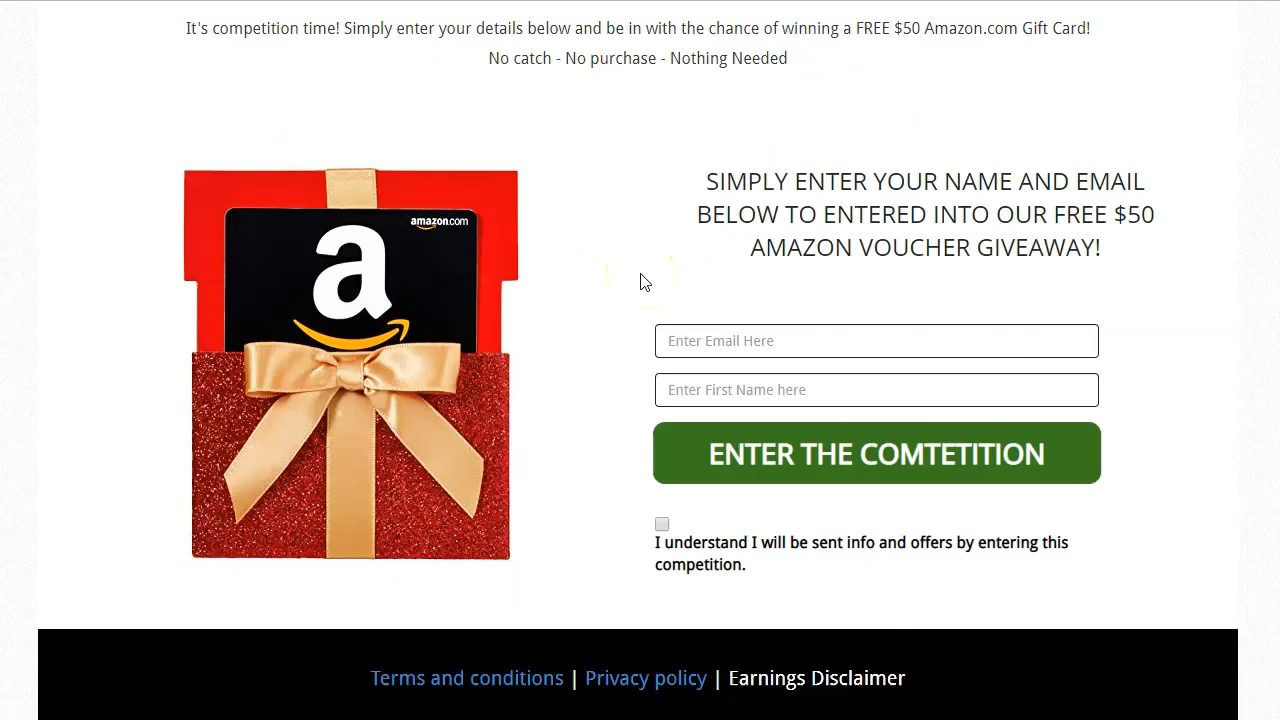 It's competition time! Simply enter your details below and be in with the chance of winning a FREE $50 Amazon.com Gift Card!
No catch - No purchase - Nothing Needed
amazon.com
a
SIMPLY ENTER YOUR NAME AND EMAIL
BELOW TO ENTERED INTO OUR FREE $50
AMAZON VOUCHER GIVEAWAY!
Enter Email Here
Enter First Name here
ENTER THE COMTETITION
I understand I will be sent info and offers by entering this
competition.
Terms and conditions | Privacy policy | Earnings Disclaimer